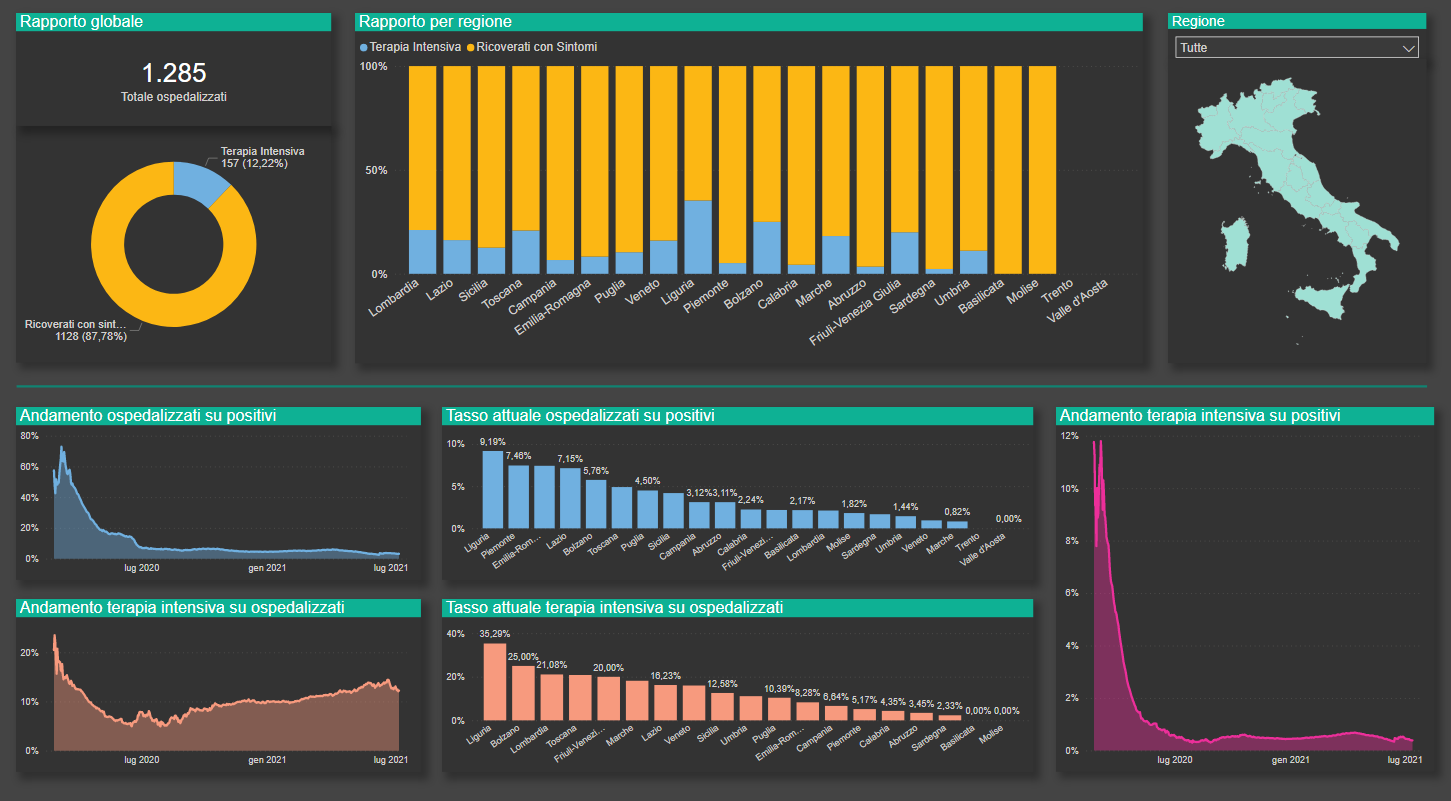 Rapporto globale
1.285
Totale ospedalizzati
Terapia Intensiva
157 (12,22%)
Ricoverati con sint...
1128 (87,78%)
Rapporto per regione
Terapia Intensiva Ricoverati con Sintomi
100%
50%
0%
Lombardia
Lazio
Sicilia
Toscana
Campania
Emilia-Romagna
Puglia
Veneto
Liguria
Piemonte
Bolzano
Calabria
Marche
Abruzzo
Friuli-Venezia Giulia
Sardegna
Umbria
Basilicata
Molise
Trento
Valle d'Aosta
Regione
Tutte
Andamento ospedalizzati su positivi
80%
60%
40%
20%
0%
lug 2020 gen 2021 lug 2021
Tasso attuale ospedalizzati su positivi
10%
5%
0%
9,19%
7,46%
7,15%
5,76%
4,50%
3,12%
3,11%
2,24%
2,17%
1,82%
1,44%
0,82%
0,00%
Liguria
Piemonte
Emilia-Rom...
Lazio
Bolzano
Toscana
Puglia
Sicilia
Campania
Abruzzo
Calabria
Friuli-Venezi...
Basilicata
Lombardia
Molise
Sardegna
Umbria
Veneto
Marche
Trento
Valle d'Aosta
Andamento terapia intensiva su positivi
12%
10%
8%
6%
4%
2%
0%
lug 2020 gen 2021 lug 2021
Andamento terapia intensiva su ospedalizzati
20%
10%
0%
lug 2020 gen 2021 lug 2021
Tasso attuale terapia intensiva su ospedalizzati
40%
20%
0%
35,29%
25,00%
21,08%
20,00%
16,23%
12,58%
10,39%
8,28%
6,64%
5,17%
4,35%
3,45%
2,33%
0,00%
0,00%
Liguria
Bolzano
Lombardia
Toscana
Friuli-Venezi...
Marche
Lazio
Veneto
Sicilia
Umbria
Puglia
Emilia-Rom...
Campania
Piemonte
Calabria
Abruzzo
Sardegna
Basilicata
Molise